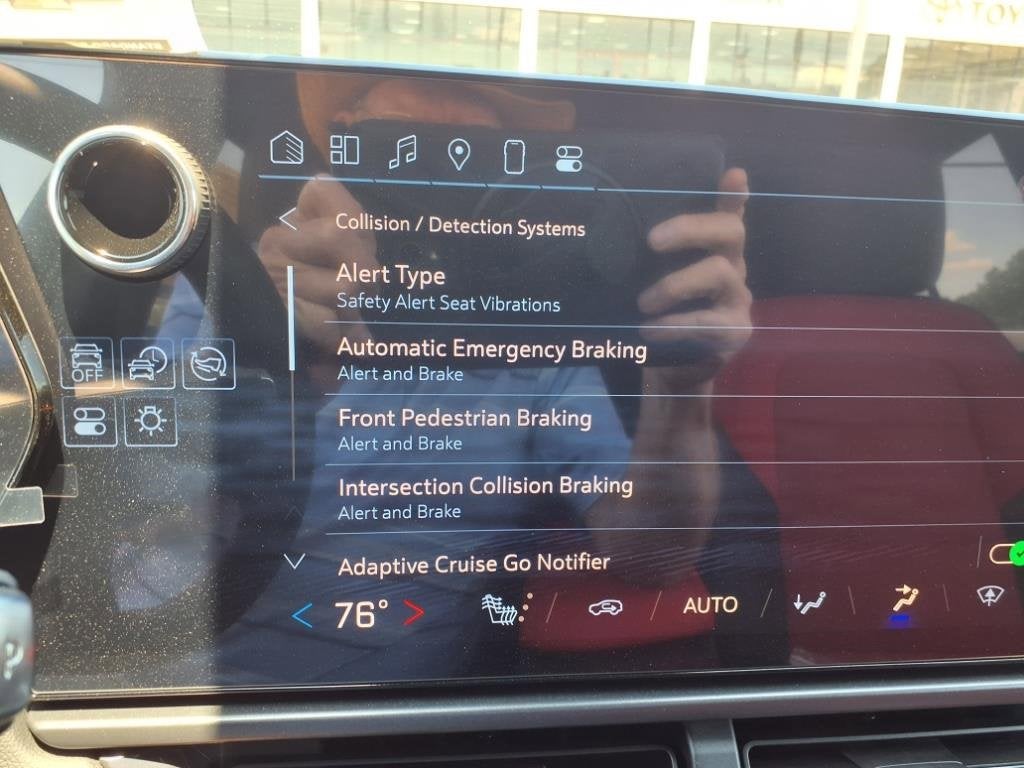 TOY
Collision / Detection Systems
Alert Type
Safety Alert Seat Vibrations
Automatic Emergency Braking
Alert and Brake
OFF
Front Pedestrian Braking
Alert and Brake
Intersection Collision Braking
Alert and Brake
Adaptive Cruise Go Notifier
76° AUTO